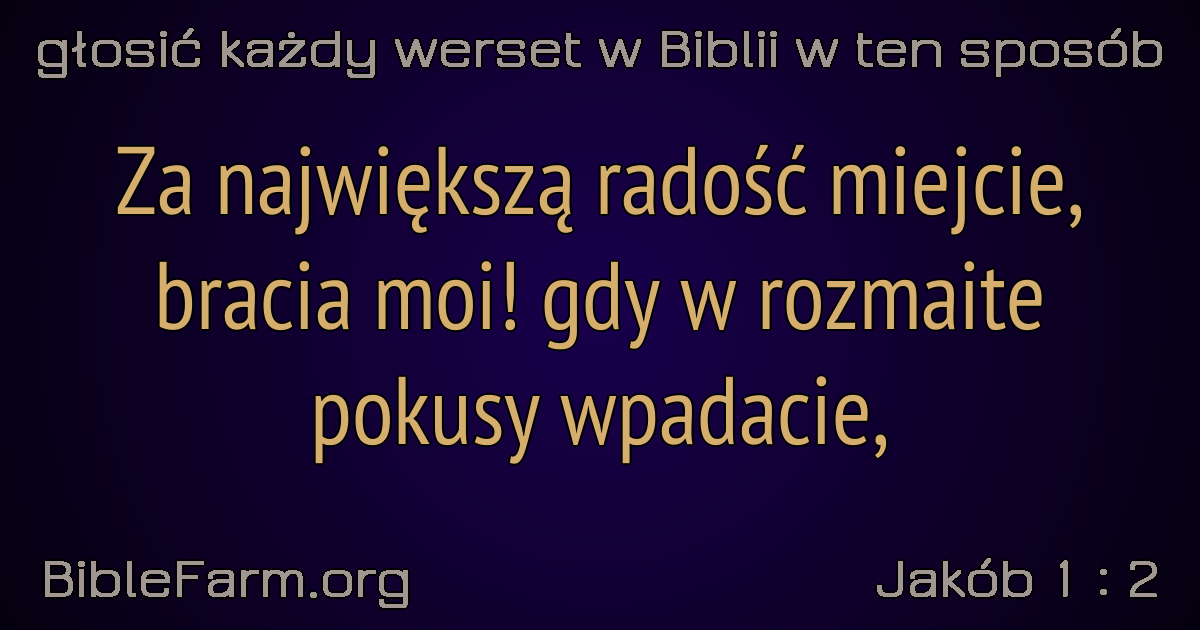 głosić każdy werset w Biblii w ten sposób
Za największą radość miejcie,
bracia moi! gdy w rozmaite
pokusy wpadacie,
BibleFarm.org
Jakób 1 : 2